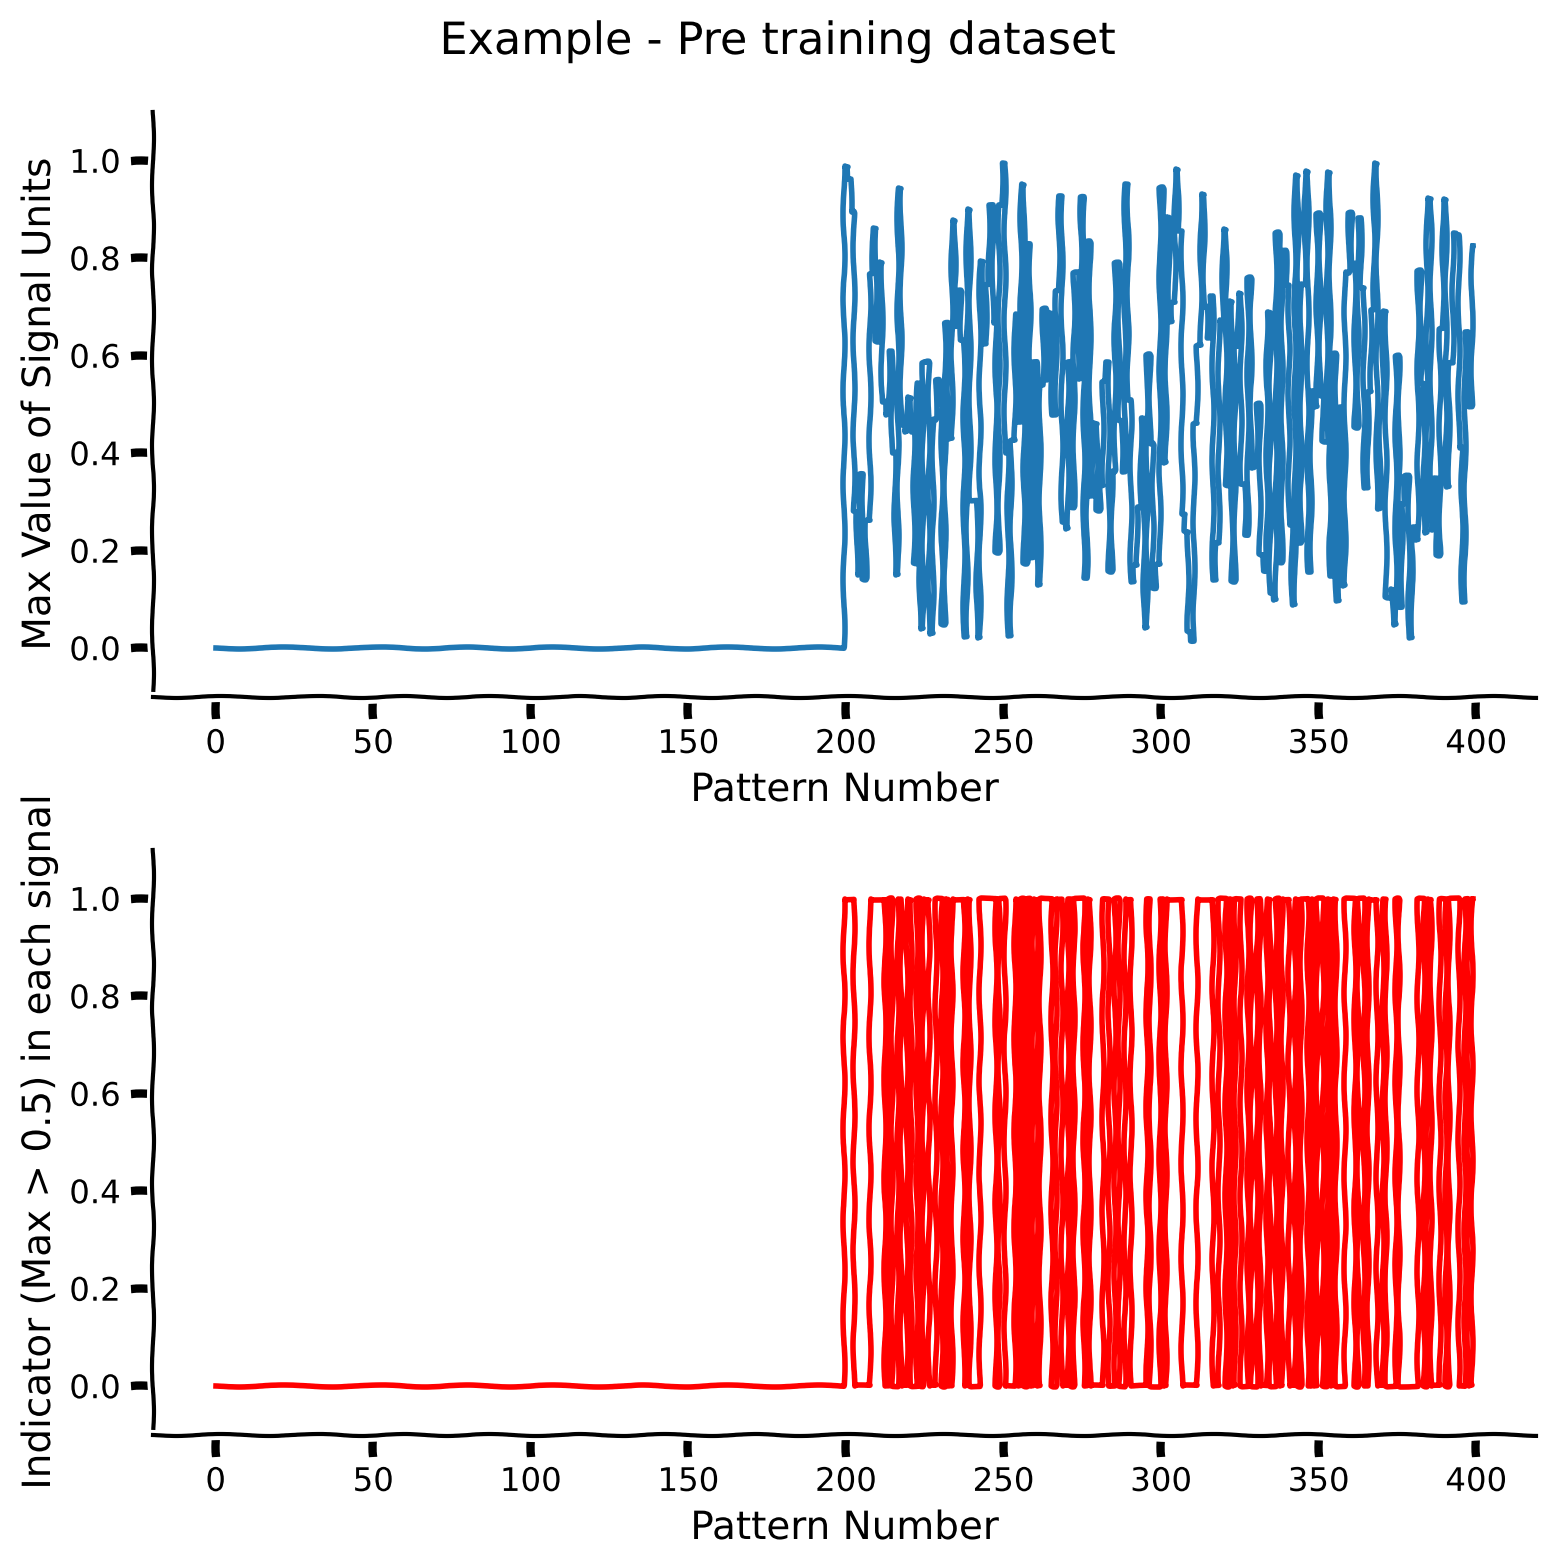 Example - Pre training dataset
Max Value of Signal Units
1.0
0.8
0.6
0.4
0.2
0.0
0 50 100 150 200 250 300 350 400
Pattern Number
Indicator (Max > 0.5) in each signal
1.0
0.8
0.6
0.4
0.2
0.0
0 50 100 150 200 250 300 350 400
Pattern Number